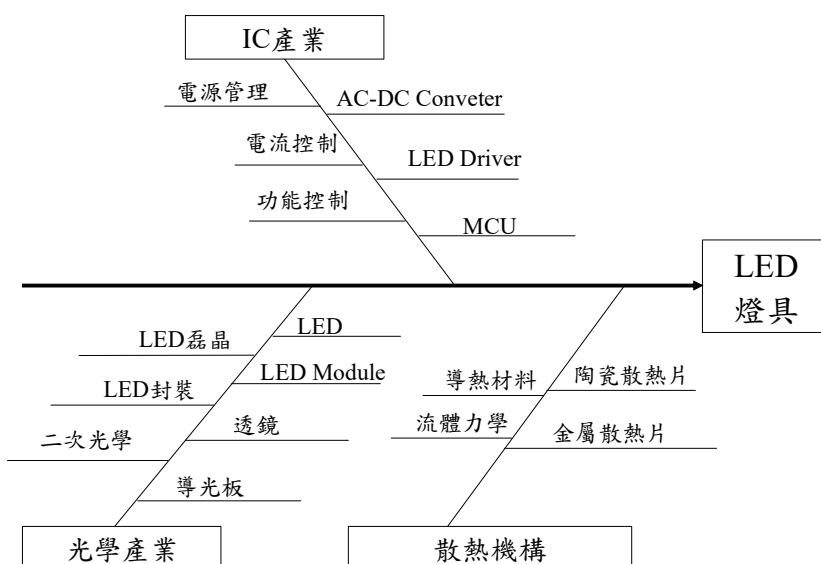 IC產業
電源管理
AC-DC Conveter
電流控制
LED Driver
功能控制
MCU
LED
燈具
LED磊晶
LED
LED封裝
LED Module
二次光學
透鏡
導光板
導熱材料
陶瓷散熱片
流體力學
金屬散熱片
光學產業
散熱機構